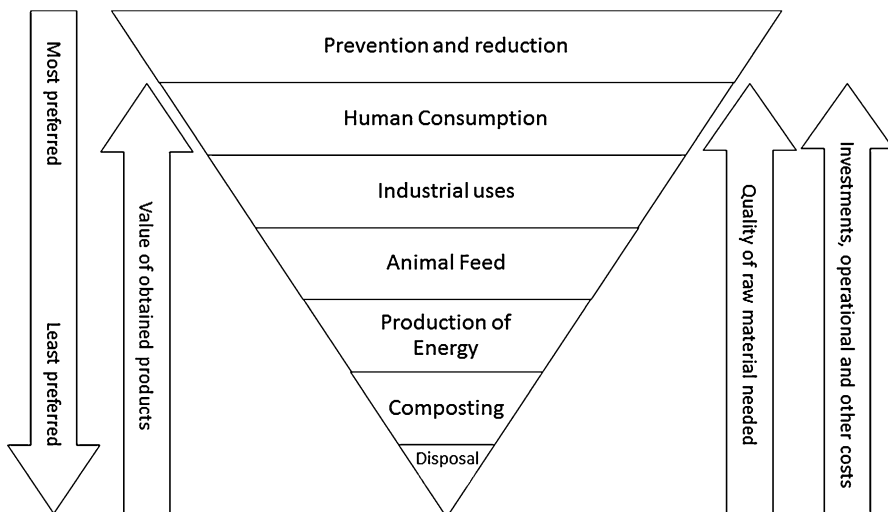 Most preferred
Least preferred
Value of obtained products
Prevention and reduction
Human Consumption
Industrial uses
Animal Feed
Production of
Energy
Composting
Disposal
Quality of raw material needed
Investments, operational and other costs